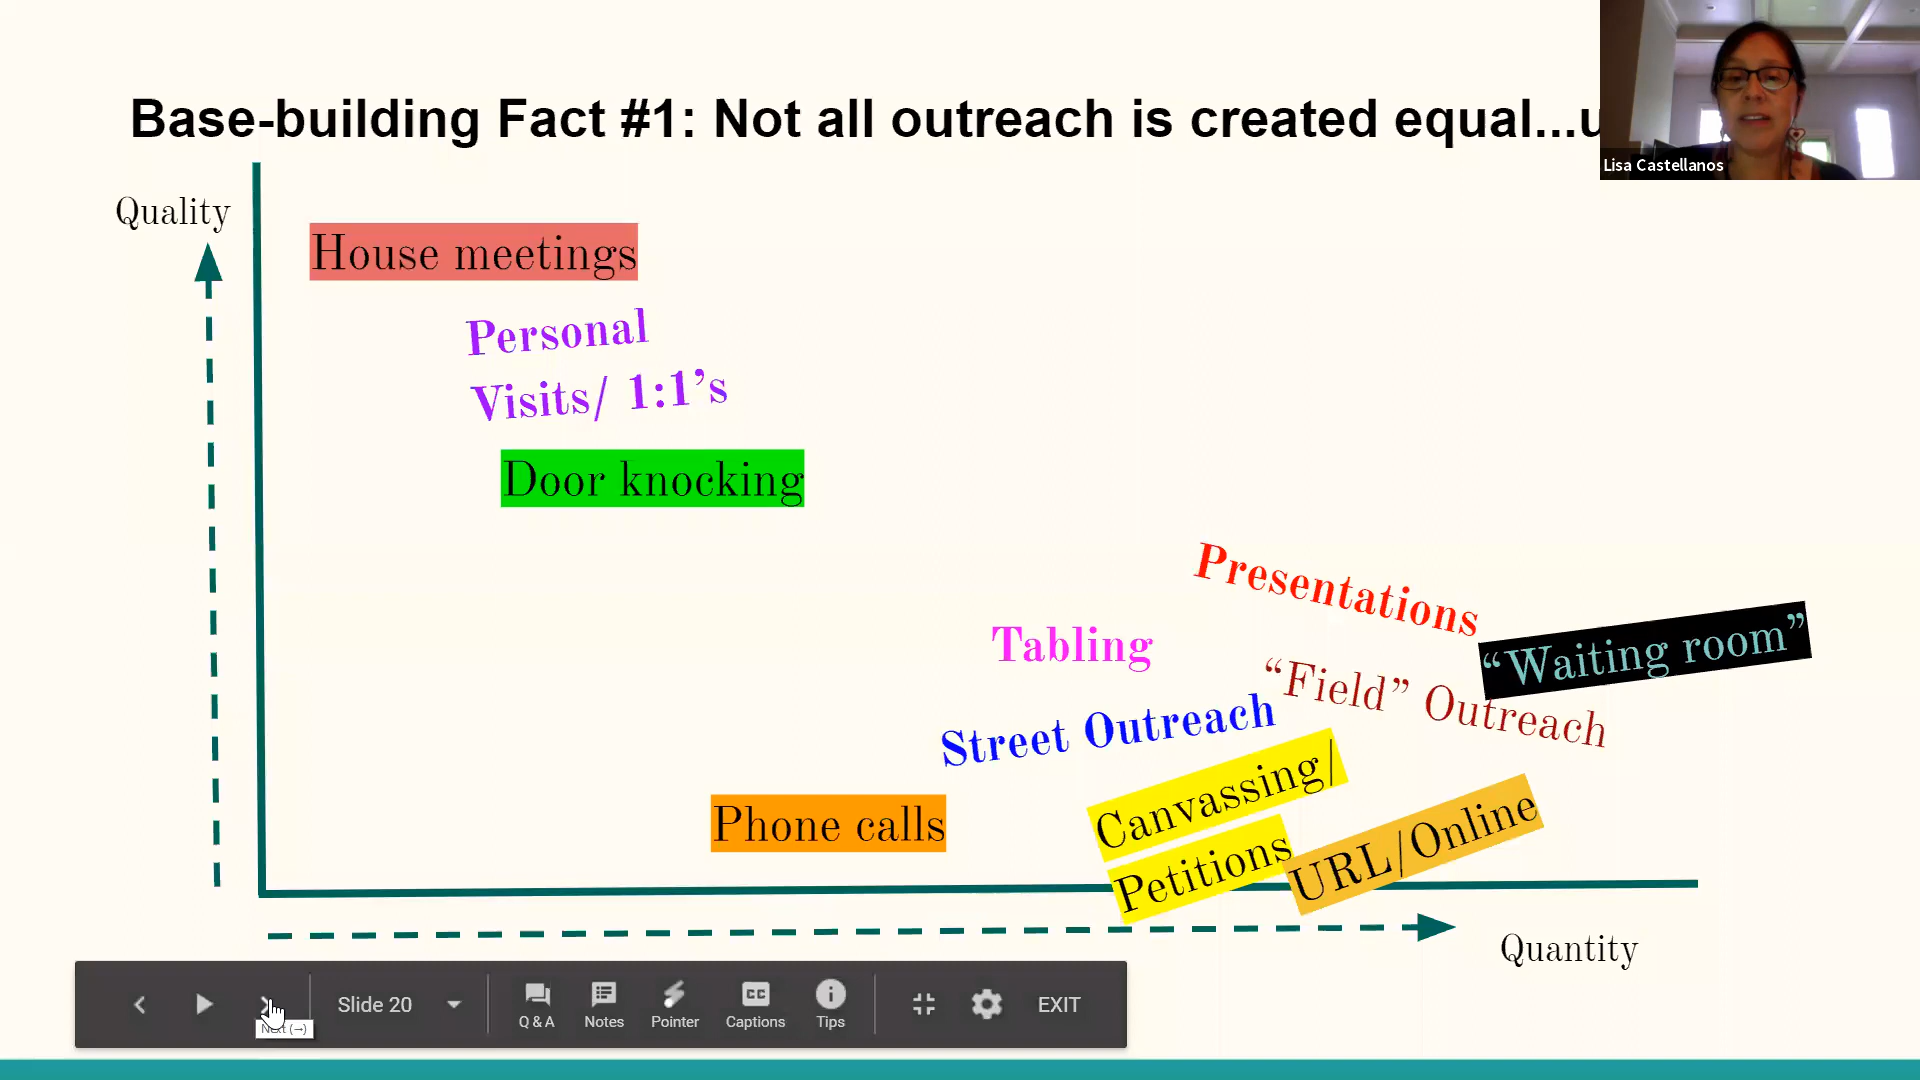 Base-building Fact #1: Not all outreach is created equal...
Lisa Castellanos
Quality
House meetings
Personal
Visits/ 1:1's
Door knocking
Presentations
Tabling
“Waiting room”
“Field” Outreach
Street Outreach
Canvassing/
Petitions
Phone calls
URL/Online
Quantity
Slide 20
Q & A
Notes
Pointer
CC
Captions
Tips
EXIT
Next (→)